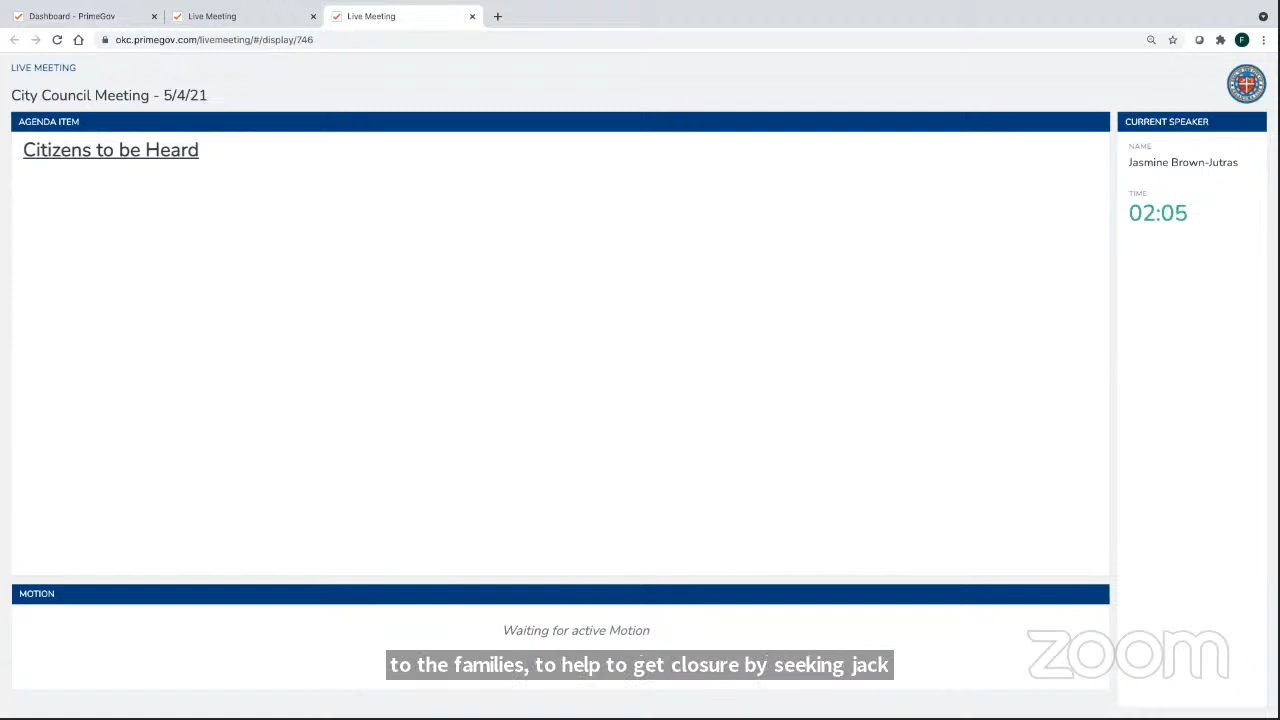 Dashboard - PrimeGov
Live Meeting
Live Meeting
okc.primegov.com/livemeeting/#/display/746
F
LIVE MEETING
City Council Meeting - 5/4/21
AGENDA ITEM
Citizens to be Heard
CURRENT SPEAKER
NAME
Jasmine Brown-Jutras
TIME
02:05
MOTION
Waiting for active Motion
to the families, to help to get closure by seeking jack
zoom